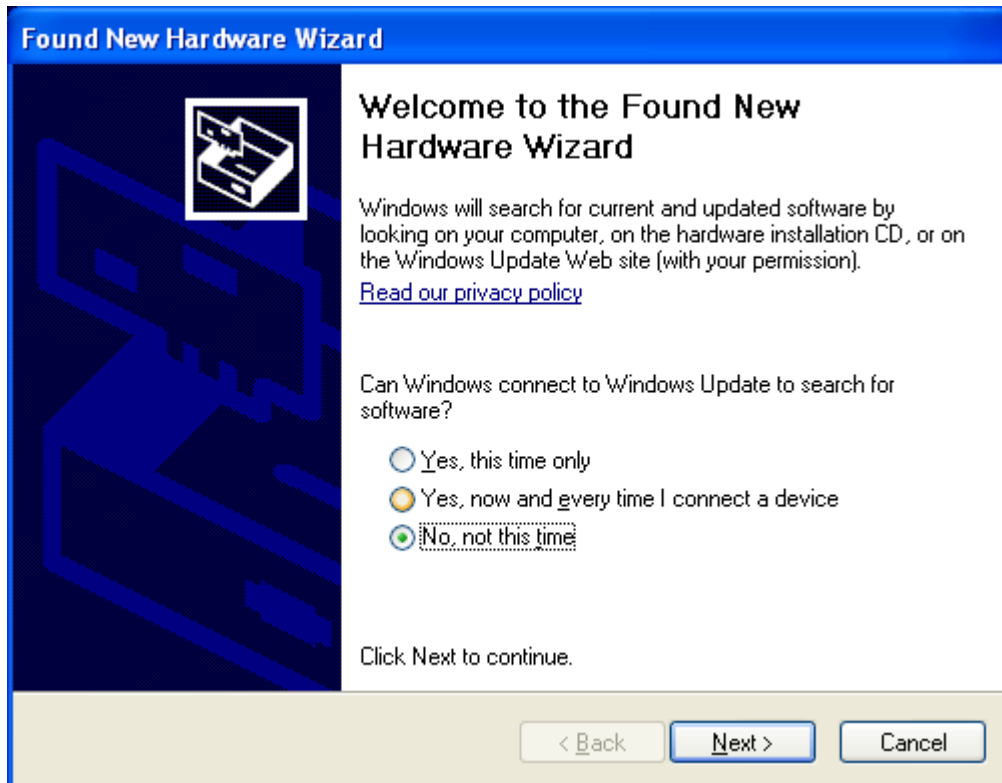 Found New Hardware Wizard
Welcome to the Found New
Hardware Wizard
Windows will search for current and updated software by
looking on your computer, on the hardware installation CD, or on
the Windows Update Web site (with your permission).
Read our privacy policy
Can Windows connect to Windows Update to search for
software?
Yes, this time only
Yes, now and every time I connect a device
No, not this time
Click Next to continue.
< Back
Next >
Cancel